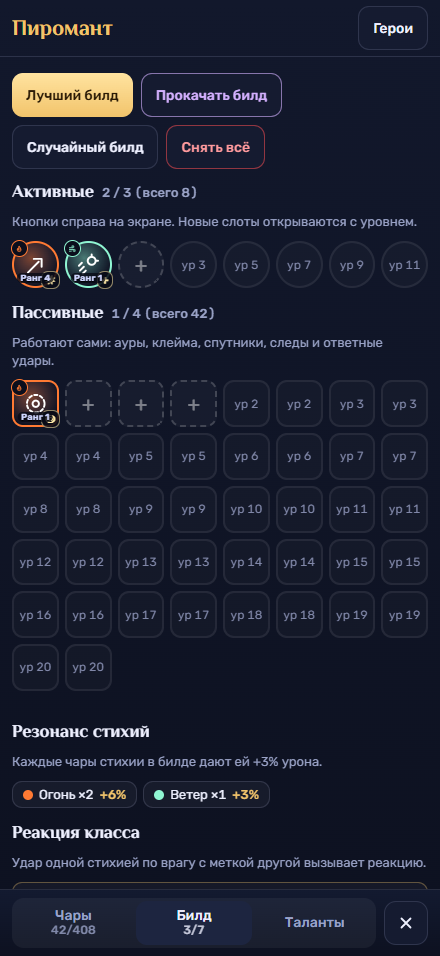 Пиромант
Герои
Лучший билд
Прокачать билд
Случайный билд
Снять всё
Активные 2 / 3 (всего 8)
Кнопки справа на экране. Новые слоты открываются с уровнем.
Ранг 4 Ранг 1 + ур 3 ур 5 ур 7 ур 9 ур 11
Пассивные 1 / 4 (всего 42)
Работают сами: ауры, клейма, спутники, следы и ответные
удары.
Ранг 1 + + + ур 2 ур 2 ур 3 ур 3
ур 4 ур 4 ур 5 ур 5 ур 6 ур 6 ур 7 ур 7
ур 8 ур 8 ур 9 ур 9 ур 10 ур 10 ур 11 ур 11
ур 12 ур 12 ур 13 ур 13 ур 14 ур 14 ур 15 ур 15
ур 16 ур 16 ур 17 ур 17 ур 18 ур 18 ур 19 ур 19
ур 20 ур 20
Резонанс стихий
Каждые чары стихии в билде дают ей +3% урона.
Огонь ×2 +6% Ветер ×1 +3%
Реакция класса
Удар одной стихией по врагу с меткой другой вызывает реакцию.
Чары
42/408
Билд
3/7
Таланты